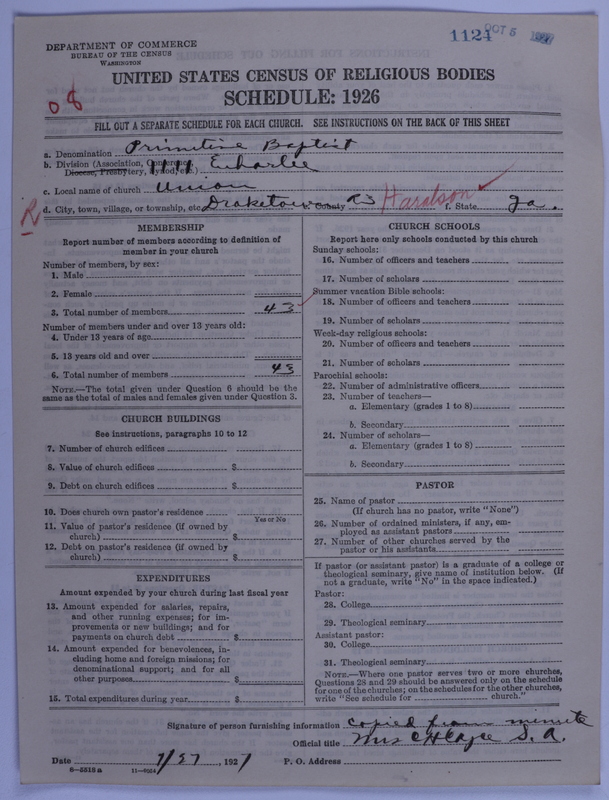 1124 OCT 5 1927
DEPARTMENT OF COMMERCE
BUREAU OF THE CENSUS
WASHINGTON
UNITED STATES CENSUS OF RELIGIOUS BODIES
SCHEDULE: 1926
08
FILL OUT A SEPARATE SCHEDULE FOR EACH CHURCH. SEE INSTRUCTIONS ON THE BACK OF THIS SHEET
a. Denomination Primitive Baptist
b. Division (Association, Conference, Diocese, Presbytery, Synod, etc.) Euharlee
c. Local name of church Union
R d. City, town, village, or township, etc. Draketown e. County Haralson f. State Ga.
MEMBERSHIP
Report number of members according to definition of
member in your church
Number of members, by sex:
1. Male
2. Female
3. Total number of members 43
Number of members under and over 13 years old:
4. Under 13 years of age
5. 13 years old and over
6. Total number of members 43
NOTE.—The total given under Question 6 should be the
same as the total of males and females given under Question 3.
CHURCH BUILDINGS
See instructions, paragraphs 10 to 12
7. Number of church edifices
8. Value of church edifices $
9. Debt on church edifices $
10. Does church own pastor's residence
Yes or No
11. Value of pastor's residence (if owned by
church) $
12. Debt on pastor's residence (if owned by
church) $
EXPENDITURES
Amount expended by your church during last fiscal year
13. Amount expended for salaries, repairs,
and other running expenses; for im-
provements or new buildings; and for
payments on church debt $
14. Amount expended for benevolences, in-
cluding home and foreign missions; for
denominational support; and for all
other purposes $
15. Total expenditures during year $
CHURCH SCHOOLS
Report here only schools conducted by this church
Sunday schools:
16. Number of officers and teachers
17. Number of scholars
Summer vacation Bible schools:
18. Number of officers and teachers
19. Number of scholars
Week-day religious schools:
20. Number of officers and teachers
21. Number of scholars
Parochial schools:
22. Number of administrative officers
23. Number of teachers—
a. Elementary (grades 1 to 8)
b. Secondary
24. Number of scholars—
a. Elementary (grades 1 to 8)
b. Secondary
PASTOR
25. Name of pastor
(If church has no pastor, write "None")
26. Number of ordained ministers, if any, em-
ployed as assistant pastors
27. Number of other churches served by the
pastor or his assistants
If pastor (or assistant pastor) is a graduate of a college or
theological seminary, give name of institution below. (If
not a graduate, write "No" in the space indicated.)
Pastor:
28. College
29. Theological seminary
Assistant pastor:
30. College
31. Theological seminary
NOTE.—Where one pastor serves two or more churches,
Questions 28 and 29 should be answered only on the schedule
for one of the churches; on the schedules for the other churches,
write "See schedule for church."
Signature of person furnishing information copied from minute
Official title Mrs C H S. A.
Date 7/27, 1927 P. O. Address
8-5518a 11-9054